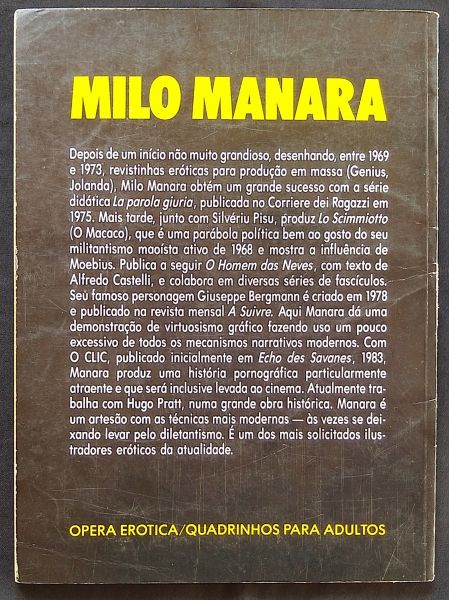 MILO MANARA
Depois de um início não muito grandioso, desenhando, entre 1969
e 1973, revistinhas eróticas para produção em massa (Genius,
Jolanda), Milo Manara obtém um grande sucesso com a série
didática La parola giuria, publicada no Corriere dei Ragazzi em
1975. Mais tarde, junto com Silvériu Pisu, produz Lo Scimmiotto
(O Macaco), que é uma parábola política bem ao gosto do seu
militantismo maoísta ativo de 1968 e mostra a influência de
Moebius. Publica a seguir O Homem das Neves, com texto de
Alfredo Castelli, e colabora em diversas séries de fascículos.
Seu famoso personagem Giuseppe Bergmann é criado em 1978
e publicado na revista mensal A Suivre. Aqui Manara dá uma
demonstração de virtuosismo gráfico fazendo uso um pouco
excessivo de todos os mecanismos narrativos modernos. Com
O CLIC, publicado inicialmente em Echo des Savanes, 1983,
Manara produz uma história pornográfica particularmente
atraente e que será inclusive levada ao cinema. Atualmente tra-
balha com Hugo Pratt, numa grande obra histórica. Manara é
um artesão com as técnicas mais modernas — às vezes se dei-
xando levar pelo diletantismo. É um dos mais solicitados ilus-
tradores eróticos da atualidade.
OPERA EROTICA/QUADRINHOS PARA ADULTOS